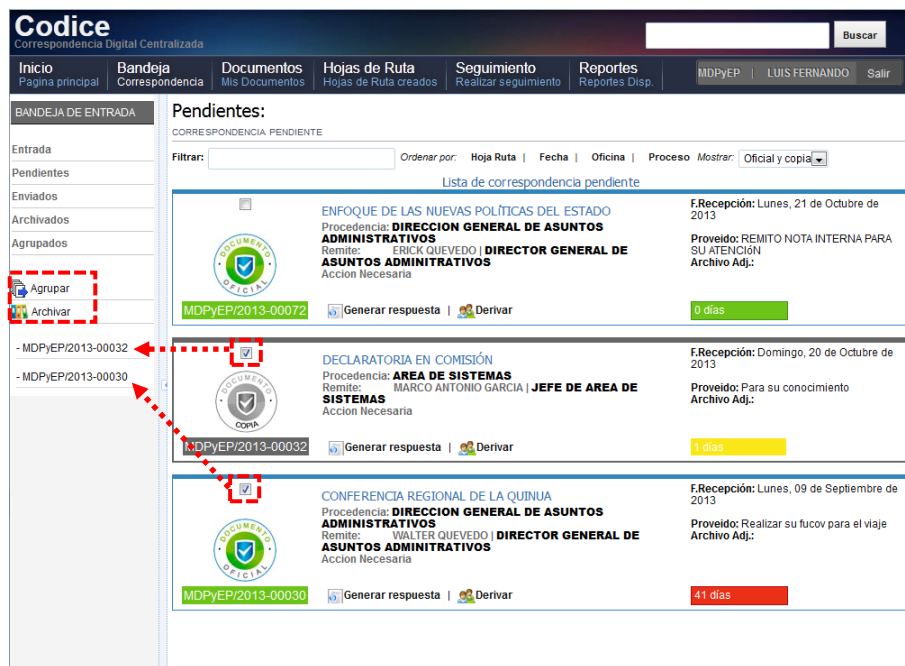 Codice
Correspondencia Digital Centralizada
Buscar
Inicio
Pagina principal
Bandeja
Correspondencia
Documentos
Mis Documentos
Hojas de Ruta
Hojas de Ruta creados
Seguimiento
Realizar seguimiento
Reportes
Reportes Disp.
MDPyEP | LUIS FERNANDO Salir
BANDEJA DE ENTRADA
Entrada
Pendientes
Enviados
Archivados
Agrupados
Agrupar
Archivar
- MDPyEP/2013-00032
- MDPyEP/2013-00030
Pendientes:
CORRESPONDENCIA PENDIENTE
Filtrar: Ordenar por: Hoja Ruta | Fecha | Oficina | Proceso Mostrar: Oficial y copia
Lista de correspondencia pendiente
DOCUMENTO
OFICIAL
MDPyEP/2013-00072
ENFOQUE DE LAS NUEVAS POLÍTICAS DEL ESTADO
Procedencia: DIRECCION GENERAL DE ASUNTOS
ADMINISTRATIVOS
Remite: ERICK QUEVEDO | DIRECTOR GENERAL DE
ASUNTOS ADMINITRATIVOS
Accion Necesaria
Generar respuesta | Derivar
F.Recepción: Lunes, 21 de Octubre de
2013
Proveido: REMITO NOTA INTERNA PARA
SU ATENCIóN
Archivo Adj.:
0 días
DOCUMENTO
COPIA
MDPyEP/2013-00032
DECLARATORIA EN COMISIÓN
Procedencia: AREA DE SISTEMAS
Remite: MARCO ANTONIO GARCIA | JEFE DE AREA DE
SISTEMAS
Accion Necesaria
Generar respuesta | Derivar
F.Recepción: Domingo, 20 de Octubre de
2013
Proveido: Para su conocimiento
Archivo Adj.:
1 días
DOCUMENTO
OFICIAL
MDPyEP/2013-00030
CONFERENCIA REGIONAL DE LA QUINUA
Procedencia: DIRECCION GENERAL DE ASUNTOS
ADMINISTRATIVOS
Remite: WALTER QUEVEDO | DIRECTOR GENERAL DE
ASUNTOS ADMINITRATIVOS
Accion Necesaria
Generar respuesta | Derivar
F.Recepción: Lunes, 09 de Septiembre de
2013
Proveido: Realizar su fucov para el viaje
Archivo Adj.:
41 días